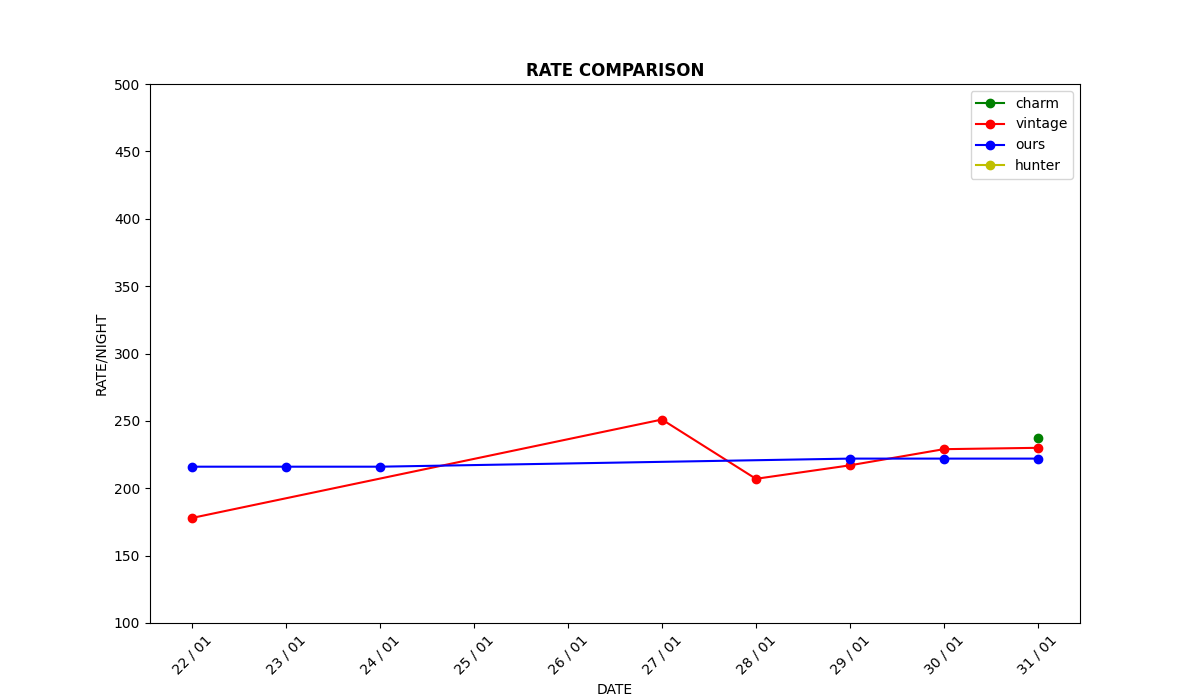 RATE COMPARISON
charm
vintage
ours
hunter
500
450
400
350
300
250
200
150
100
RATE/NIGHT
22 / 01
23 / 01
24 / 01
25 / 01
26 / 01
27 / 01
28 / 01
29 / 01
30 / 01
31 / 01
DATE